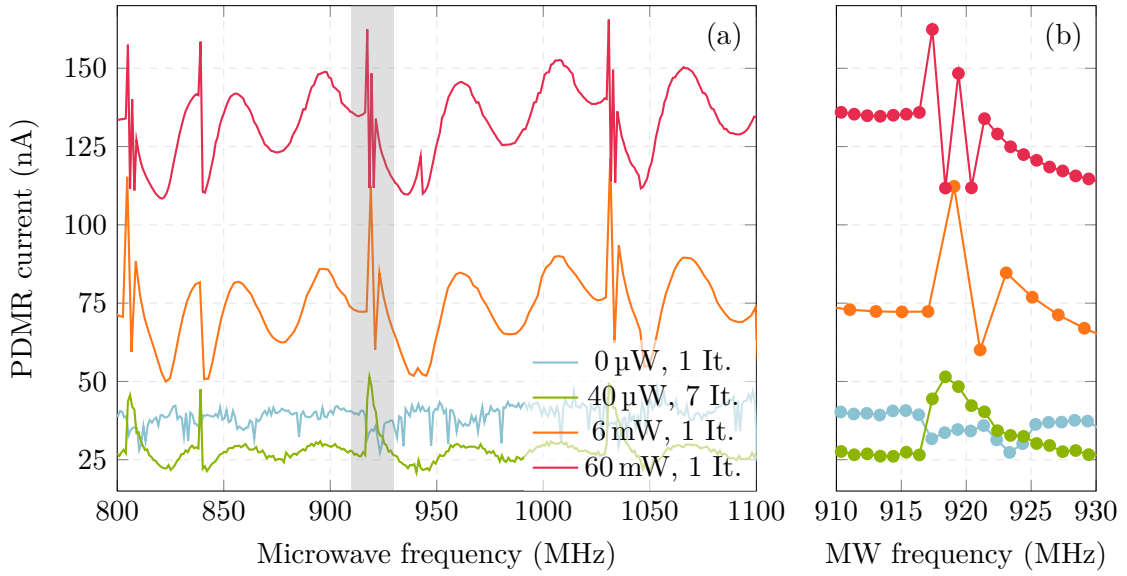 (a)
(b)
PDMR current (nA)
150
125
100
75
50
25
0 µW, 1 It.
40 µW, 7 It.
6 mW, 1 It.
60 mW, 1 It.
800 850 900 950 1000 1050 1100
910 915 920 925 930
Microwave frequency (MHz)
MW frequency (MHz)